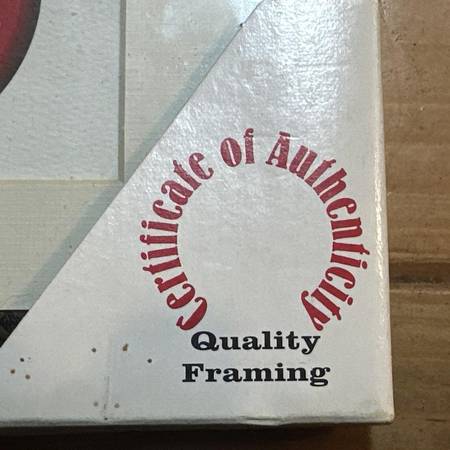 Certificate of Authenticity
Quality
Framing